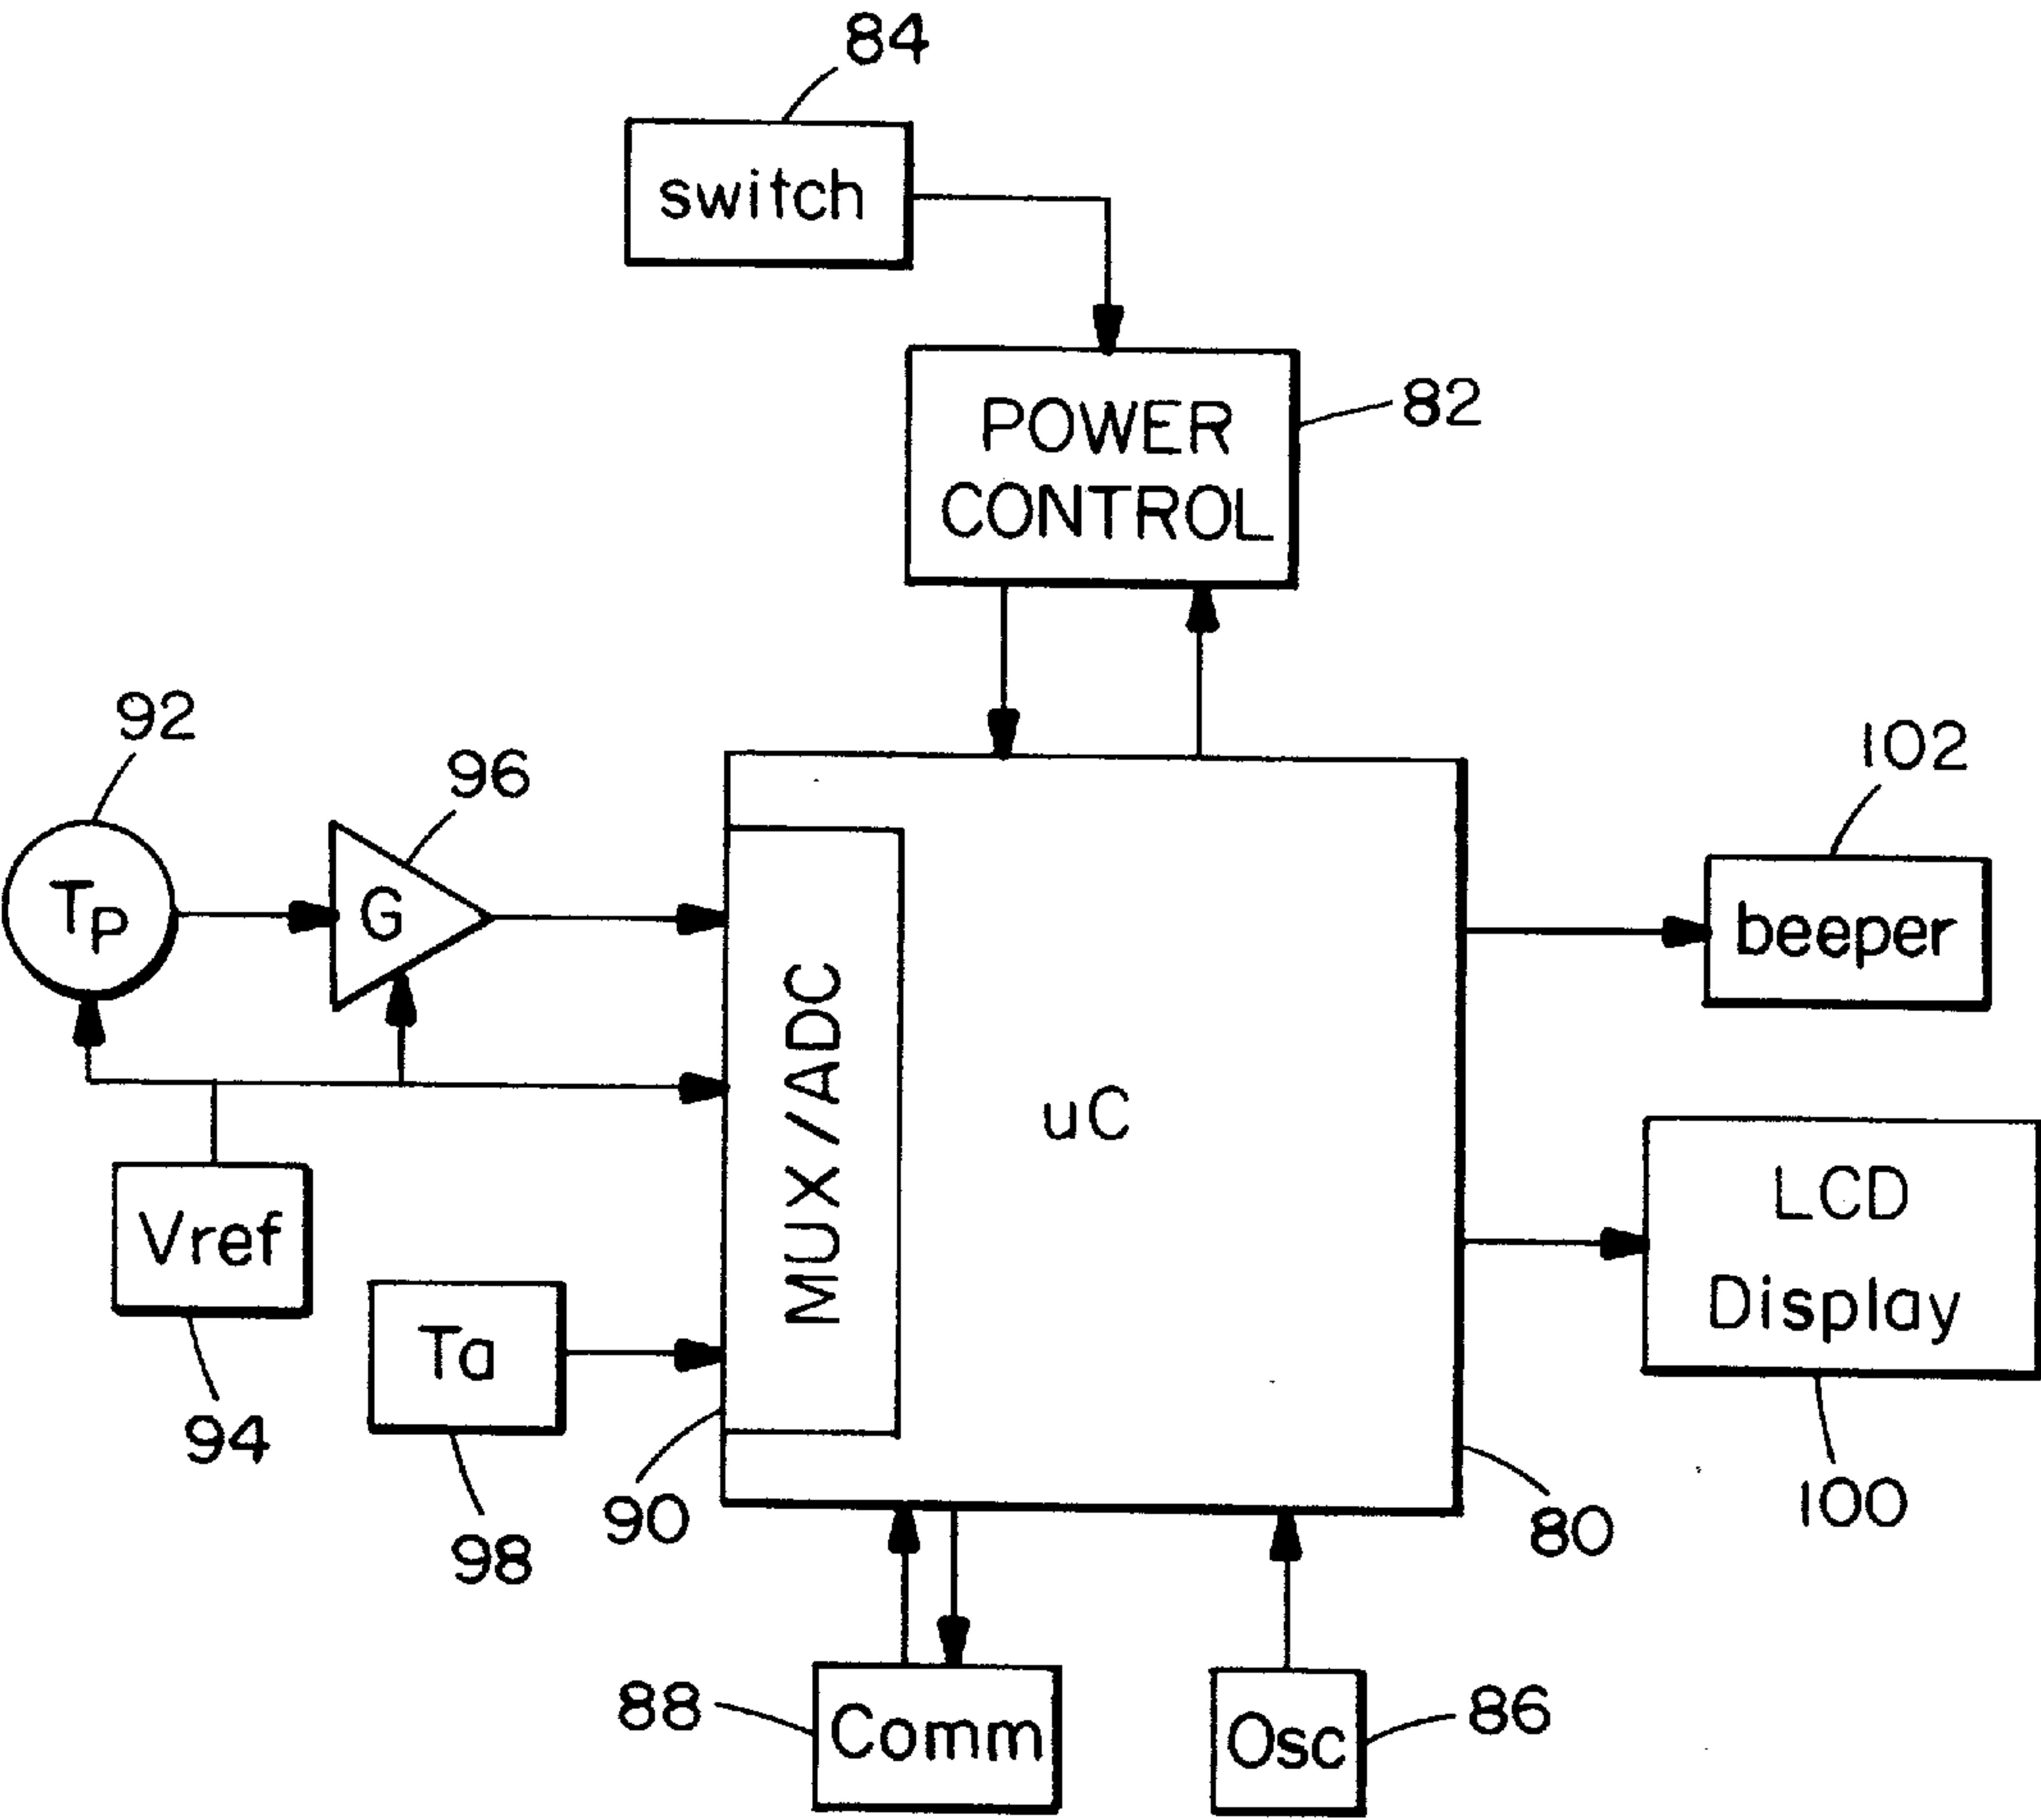 84
switch
POWER
CONTROL
82
92
96
102
TP
G
beeper
MUX/ADC
uC
Vref
LCD
Display
Ta
94
98
90
80
100
88
Comm
Osc
86